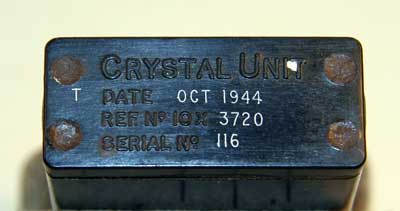 CRYSTAL UNIT
T DATE OCT 1944
REF Nº 10X 3720
SERIAL Nº 116